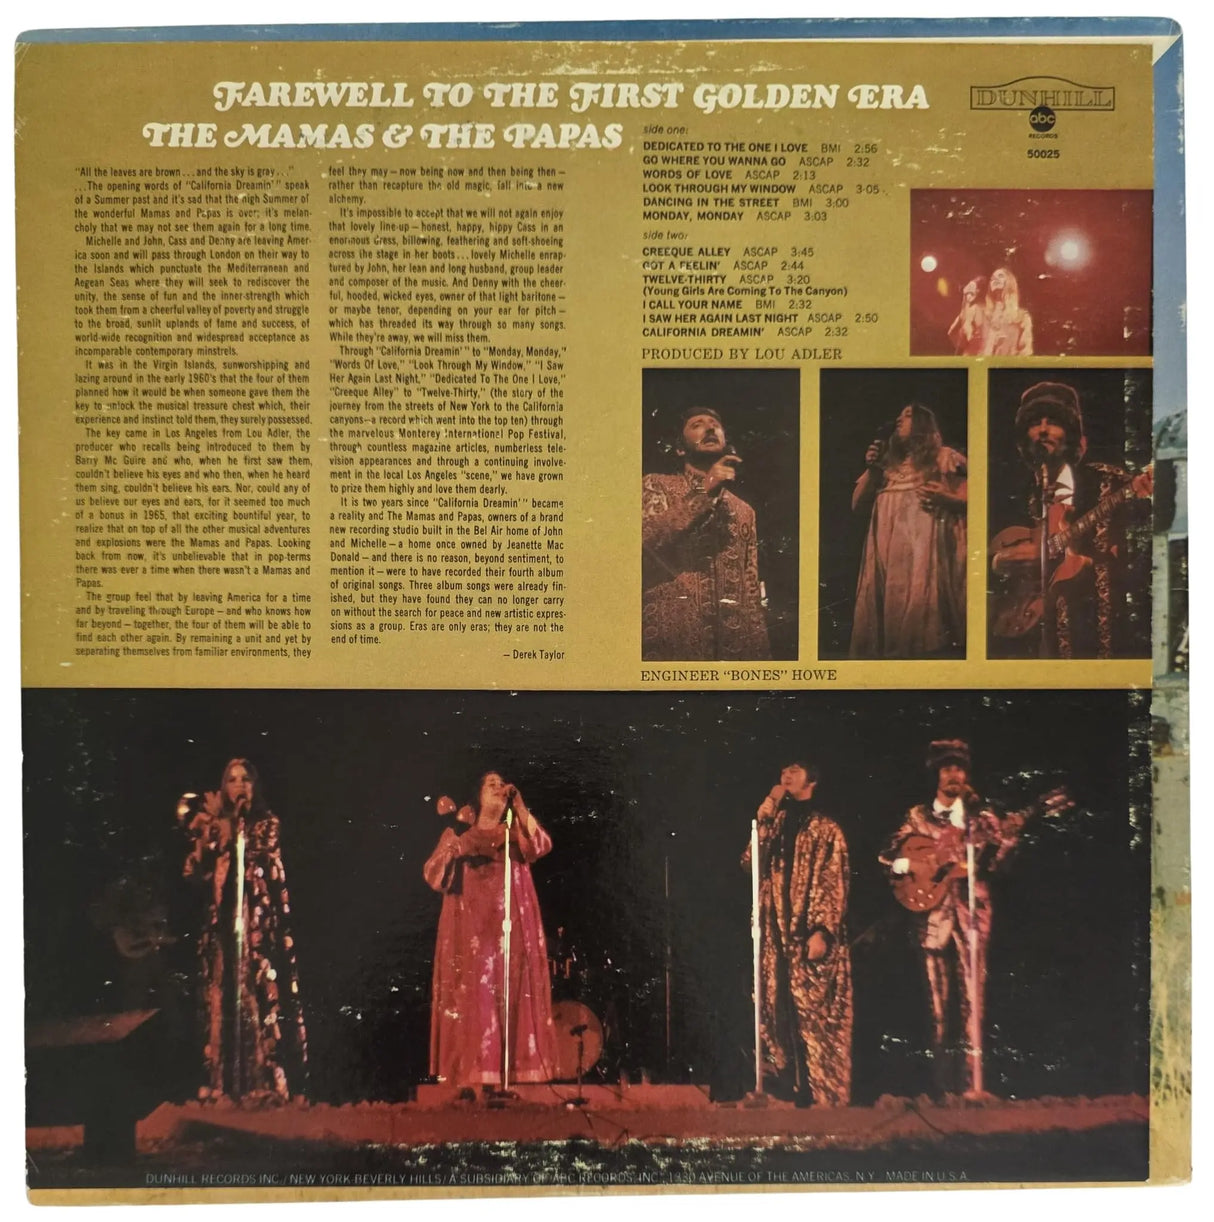 FAREWELL TO THE FIRST GOLDEN ERA
THE MAMAS & THE PAPAS
DUNHILL
abc
RECORDS
50025
"All the leaves are brown . . . and the sky is gray . . ."
. . . The opening words of "California Dreamin' " speak
of a Summer past and it's sad that the high Summer of
the wonderful Mamas and Papas is over; it's melan-
choly that we may not see them again for a long time.
Michelle and John, Cass and Denny are leaving Amer-
ica soon and will pass through London on their way to
the Islands which punctuate the Mediterranean and
Aegean Seas where they will seek to rediscover the
unity, the sense of fun and the inner-strength which
took them from a cheerful valley of poverty and struggle
to the broad, sunlit uplands of fame and success, of
world-wide recognition and widespread acceptance as
incomparable contemporary minstrels.
It was in the Virgin Islands, sunworshipping and
lazing around in the early 1960's that the four of them
planned how it would be when someone gave them the
key to unlock the musical treasure chest which, their
experience and instinct told them, they surely possessed.
The key came in Los Angeles from Lou Adler, the
producer who recalls being introduced to them by
Barry Mc Guire and who, when he first saw them,
couldn't believe his eyes and who then, when he heard
them sing, couldn't believe his ears. Nor, could any of
us believe our eyes and ears, for it seemed too much
of a bonus in 1965, that exciting bountiful year, to
realize that on top of all the other musical adventures
and explosions were the Mamas and Papas. Looking
back from now, it's unbelievable that in pop-terms
there was ever a time when there wasn't a Mamas and
Papas.
The group feel that by leaving America for a time
and by traveling through Europe — and who knows how
far beyond — together, the four of them will be able to
find each other again. By remaining a unit and yet by
separating themselves from familiar environments, they
feel they may — now being now and then being then —
rather than recapture the old magic, fall into a new
alchemy.
It's impossible to accept that we will not again enjoy
that lovely line-up — honest, happy, hippy Cass in an
enormous dress, billowing, feathering and soft-shoeing
across the stage in her boots . . . lovely Michelle enrap-
tured by John, her lean and long husband, group leader
and composer of the music. And Denny with the cheer-
ful, hooded, wicked eyes, owner of that light baritone —
or maybe tenor, depending on your ear for pitch —
which has threaded its way through so many songs.
While they're away, we will miss them.
Through "California Dreamin' " to "Monday, Monday,"
"Words Of Love," "Look Through My Window," "I Saw
Her Again Last Night," "Dedicated To The One I Love,"
"Creeque Alley" to "Twelve-Thirty," (the story of the
journey from the streets of New York to the California
canyons—a record which went into the top ten) through
the marvelous Monterey International Pop Festival,
through countless magazine articles, numberless tele-
vision appearances and through a continuing involve-
ment in the local Los Angeles "scene," we have grown
to prize them highly and love them dearly.
It is two years since "California Dreamin' " became
a reality and The Mamas and Papas, owners of a brand
new recording studio built in the Bel Air home of John
and Michelle — a home once owned by Jeanette Mac
Donald — and there is no reason, beyond sentiment, to
mention it — were to have recorded their fourth album
of original songs. Three album songs were already fin-
ished, but they have found they can no longer carry
on without the search for peace and new artistic expres-
sions as a group. Eras are only eras; they are not the
end of time.
— Derek Taylor
side one:
DEDICATED TO THE ONE I LOVE BMI 2:56
GO WHERE YOU WANNA GO ASCAP 2:32
WORDS OF LOVE ASCAP 2:13
LOOK THROUGH MY WINDOW ASCAP 3:05
DANCING IN THE STREET BMI 3:00
MONDAY, MONDAY ASCAP 3:03
side two:
CREEQUE ALLEY ASCAP 3:45
GOT A FEELIN' ASCAP 2:44
TWELVE-THIRTY ASCAP 3:20
(Young Girls Are Coming To The Canyon)
I CALL YOUR NAME BMI 2:32
I SAW HER AGAIN LAST NIGHT ASCAP 2:50
CALIFORNIA DREAMIN' ASCAP 2:32
PRODUCED BY LOU ADLER
ENGINEER "BONES" HOWE
DUNHILL RECORDS INC. / NEW YORK-BEVERLY HILLS / A SUBSIDIARY OF ABC RECORDS, INC., 1330 AVENUE OF THE AMERICAS, N.Y. MADE IN U.S.A.